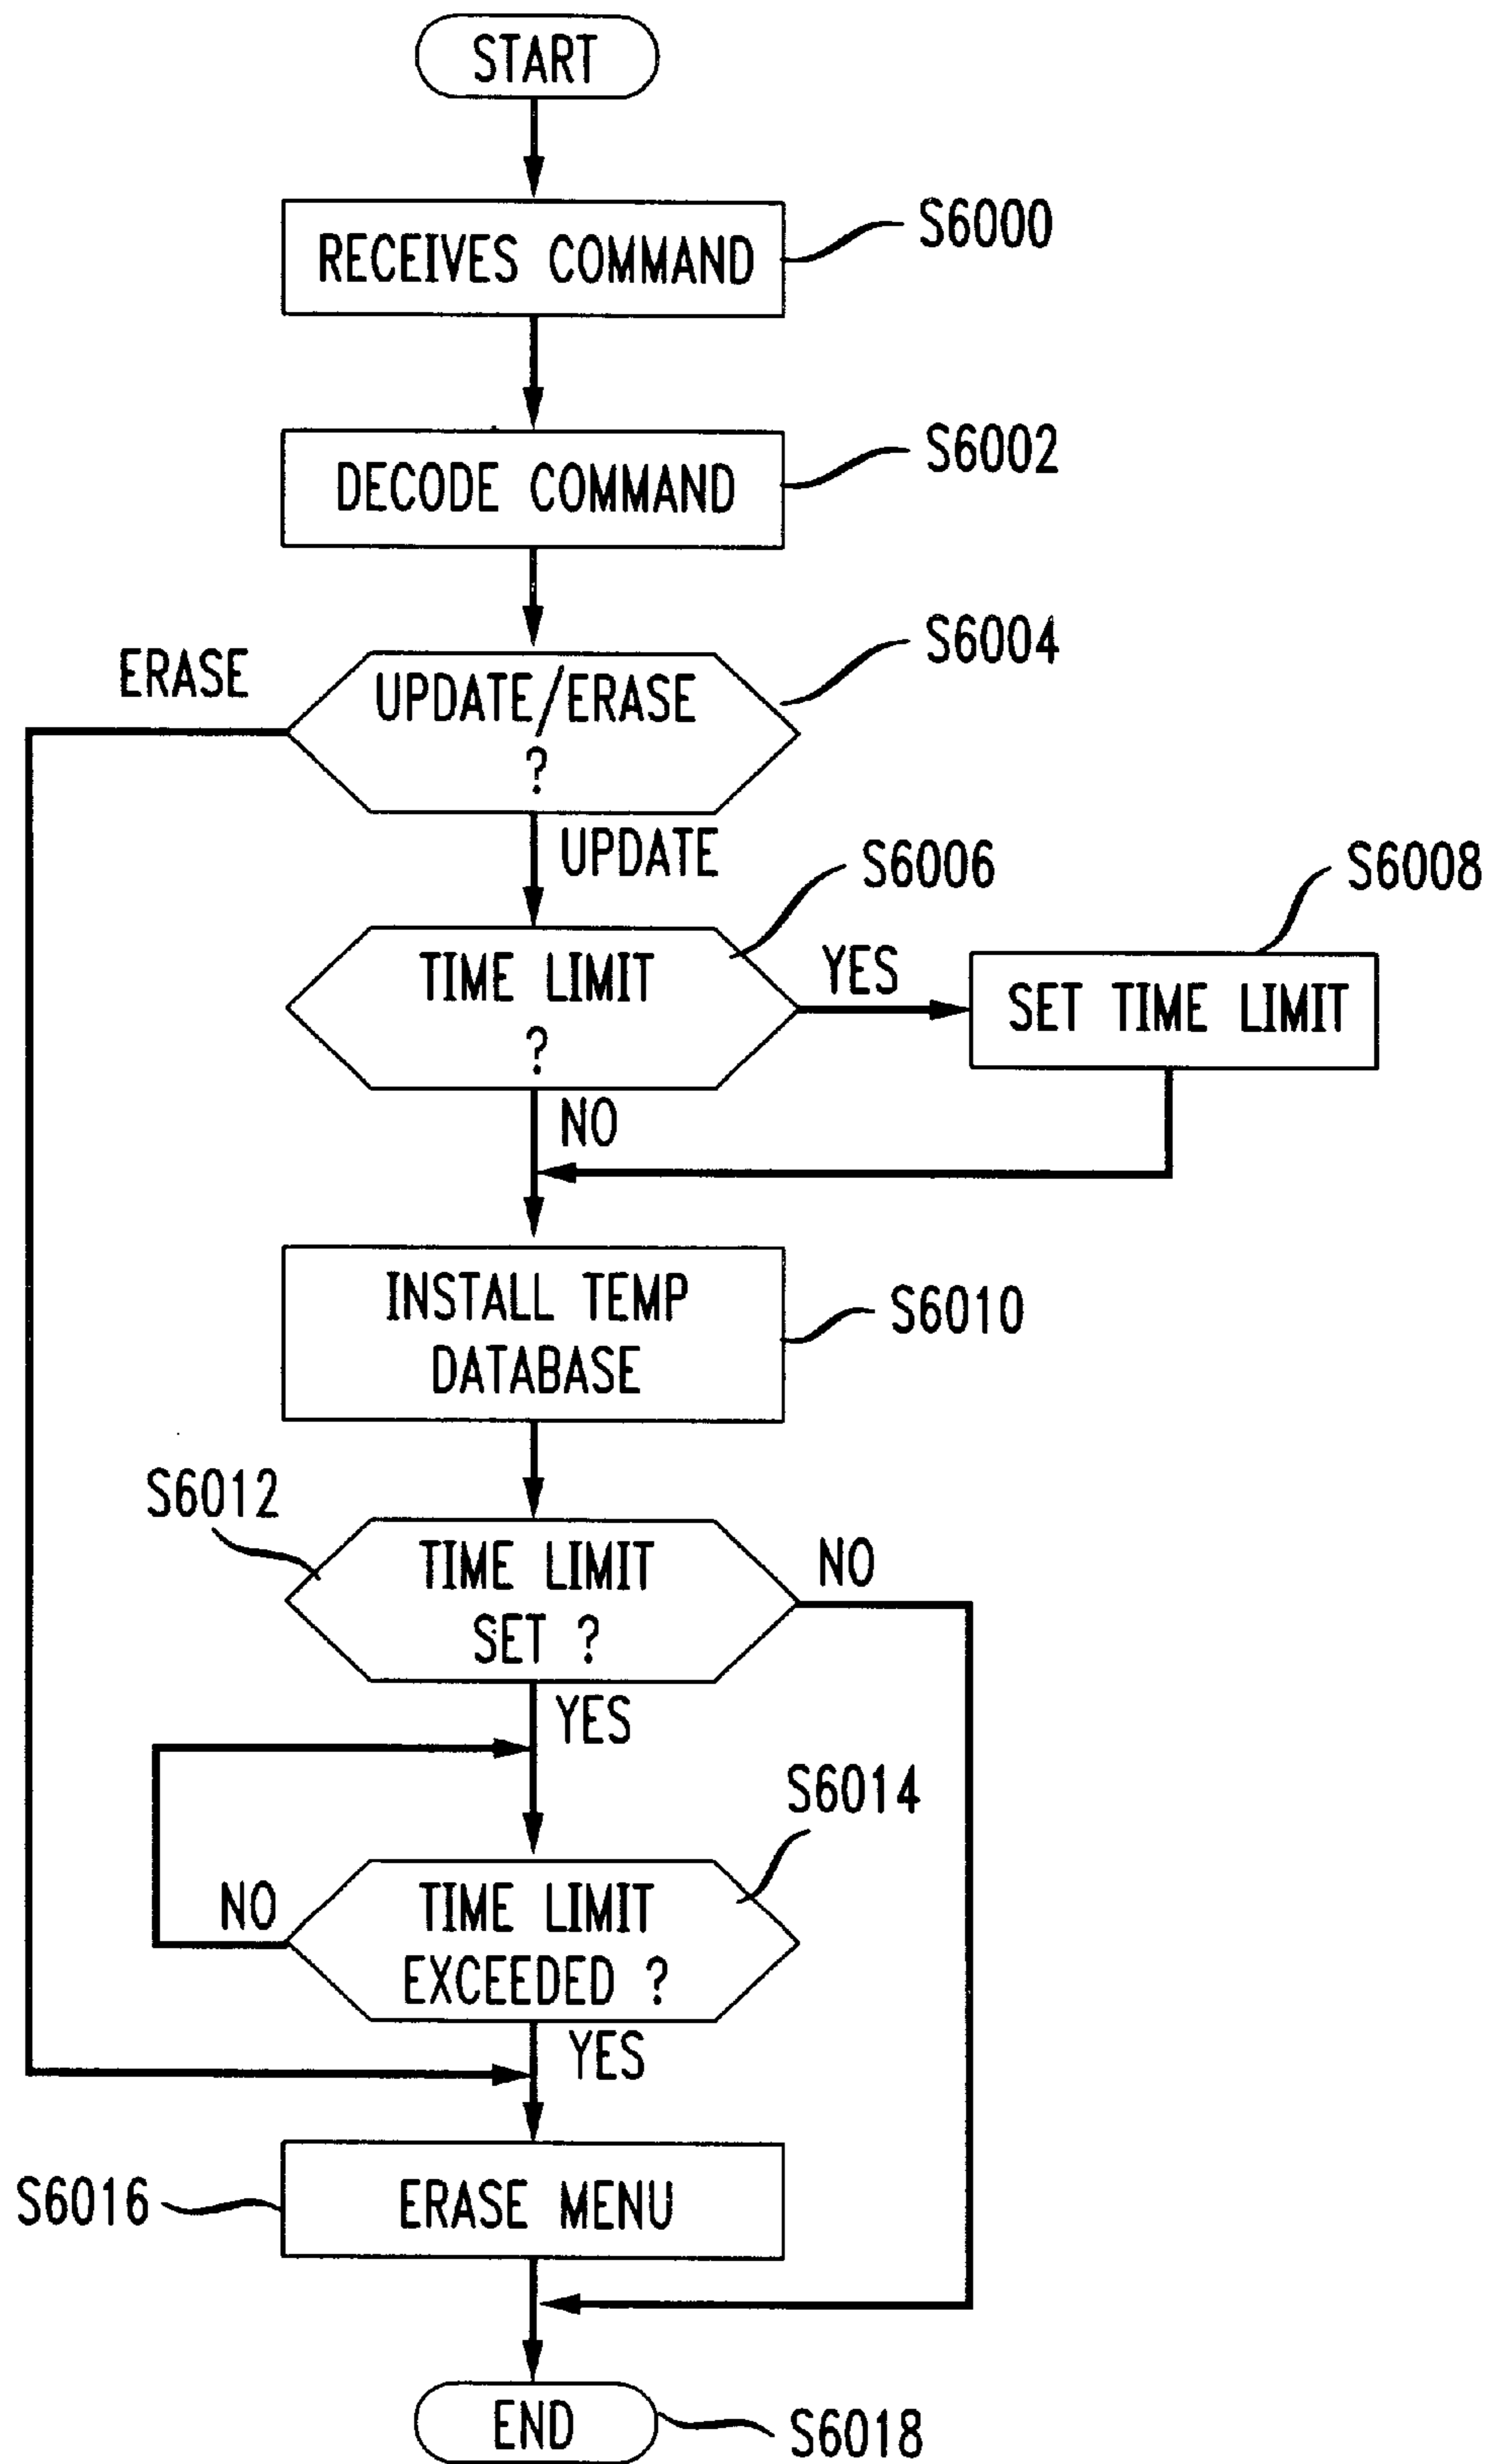 START
RECEIVES COMMAND
S6000
DECODE COMMAND
S6002
ERASE
UPDATE/ERASE
?
S6004
UPDATE
S6006
S6008
TIME LIMIT
?
YES
SET TIME LIMIT
NO
INSTALL TEMP
DATABASE
S6010
S6012
TIME LIMIT
SET ?
NO
YES
S6014
NO
TIME LIMIT
EXCEEDED ?
YES
S6016
ERASE MENU
END
S6018